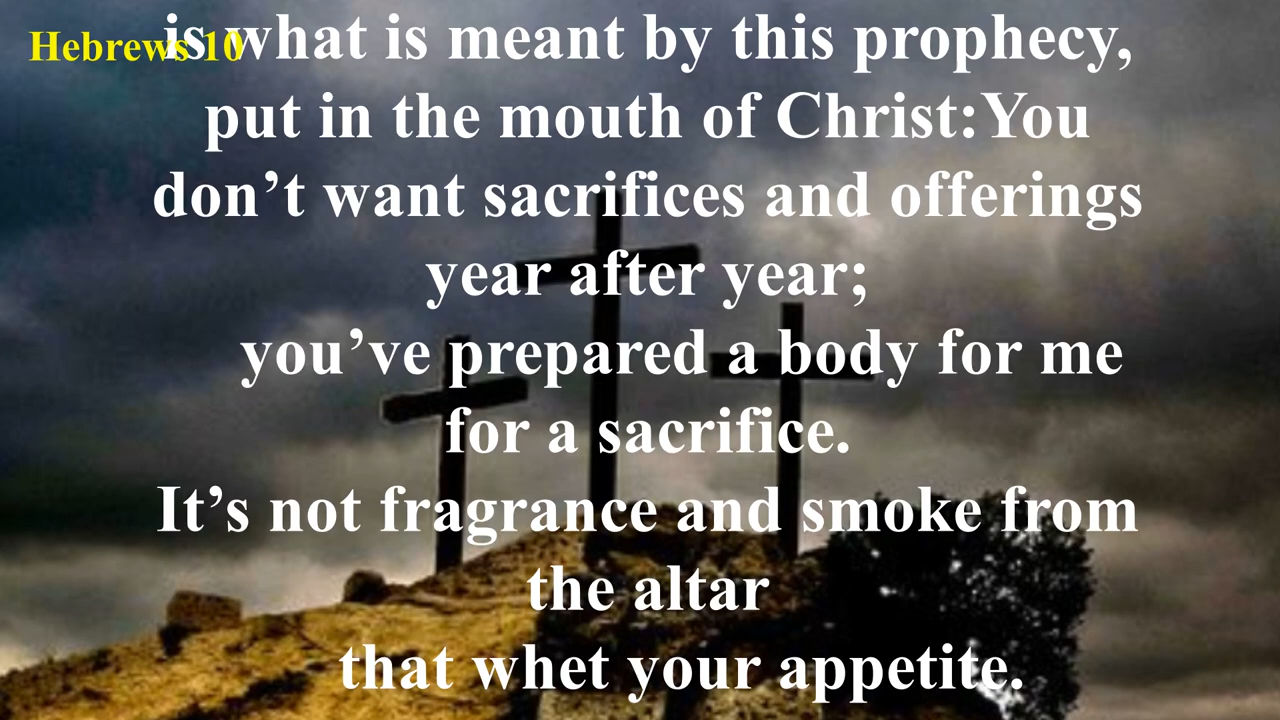 Hebrews 10
is what is meant by this prophecy,
put in the mouth of Christ:You
don’t want sacrifices and offerings
year after year;
you’ve prepared a body for me
for a sacrifice.
It’s not fragrance and smoke from
the altar
that whet your appetite.